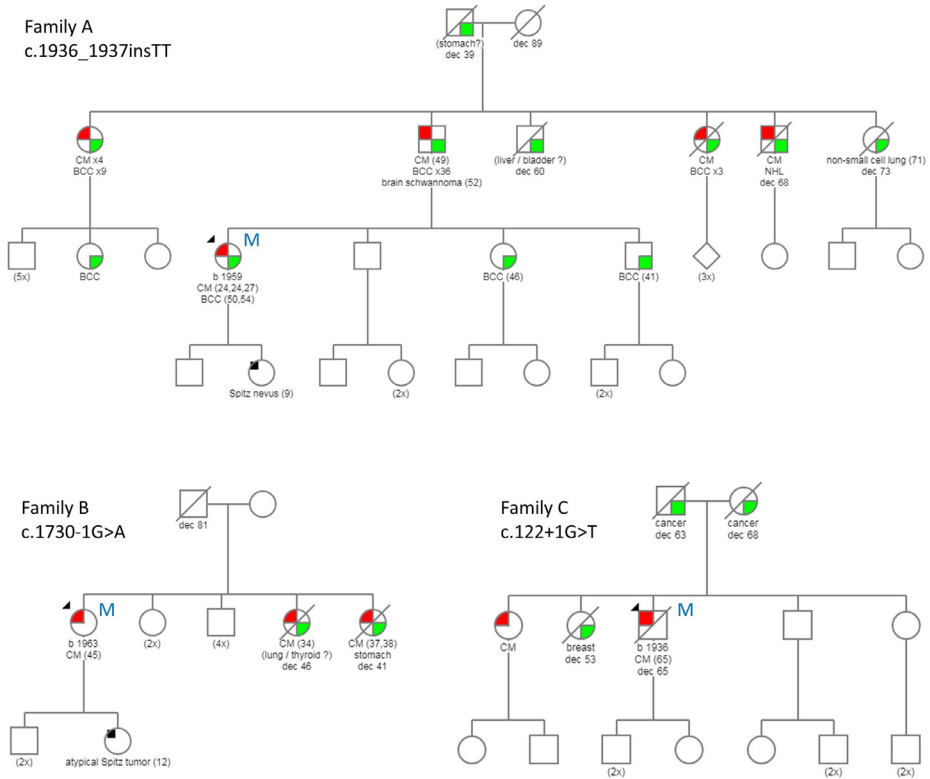 Family A
c.1936_1937insTT
(stomach?)
dec 39
dec 89
CM x4
BCC x9
CM (49)
BCC x36
brain schwannoma (52)
(liver / bladder ?)
dec 60
CM
BCC x3
CM
NHL
dec 68
non-small cell lung (71)
dec 73
(5x)
BCC
M
b 1959
CM (24,24,27)
BCC (50,54)
BCC (46)
BCC (41)
(3x)
Spitz nevus (9)
(2x)
(2x)
Family B
c.1730-1G>A
dec 81
M
b 1963
CM (45)
(2x)
(4x)
CM (34)
(lung / thyroid ?)
dec 46
CM (37,38)
stomach
dec 41
(2x)
atypical Spitz tumor (12)
Family C
c.122+1G>T
cancer
dec 63
cancer
dec 68
CM
breast
dec 53
M
b 1936
CM (65)
dec 65
(2x)
(2x)
(2x)